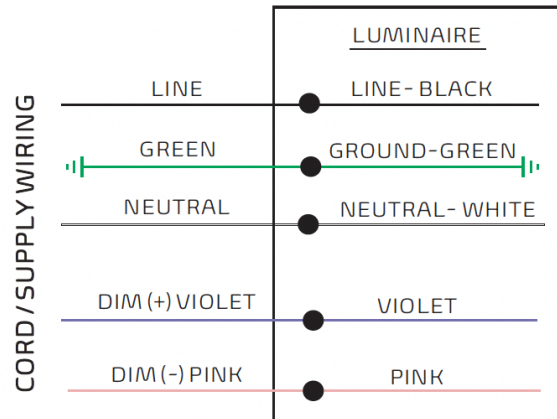 LUMINAIRE
CORD / SUPPLY WIRING
LINE
LINE- BLACK
GREEN
GROUND-GREEN
NEUTRAL
NEUTRAL- WHITE
DIM (+) VIOLET
VIOLET
DIM (-) PINK
PINK